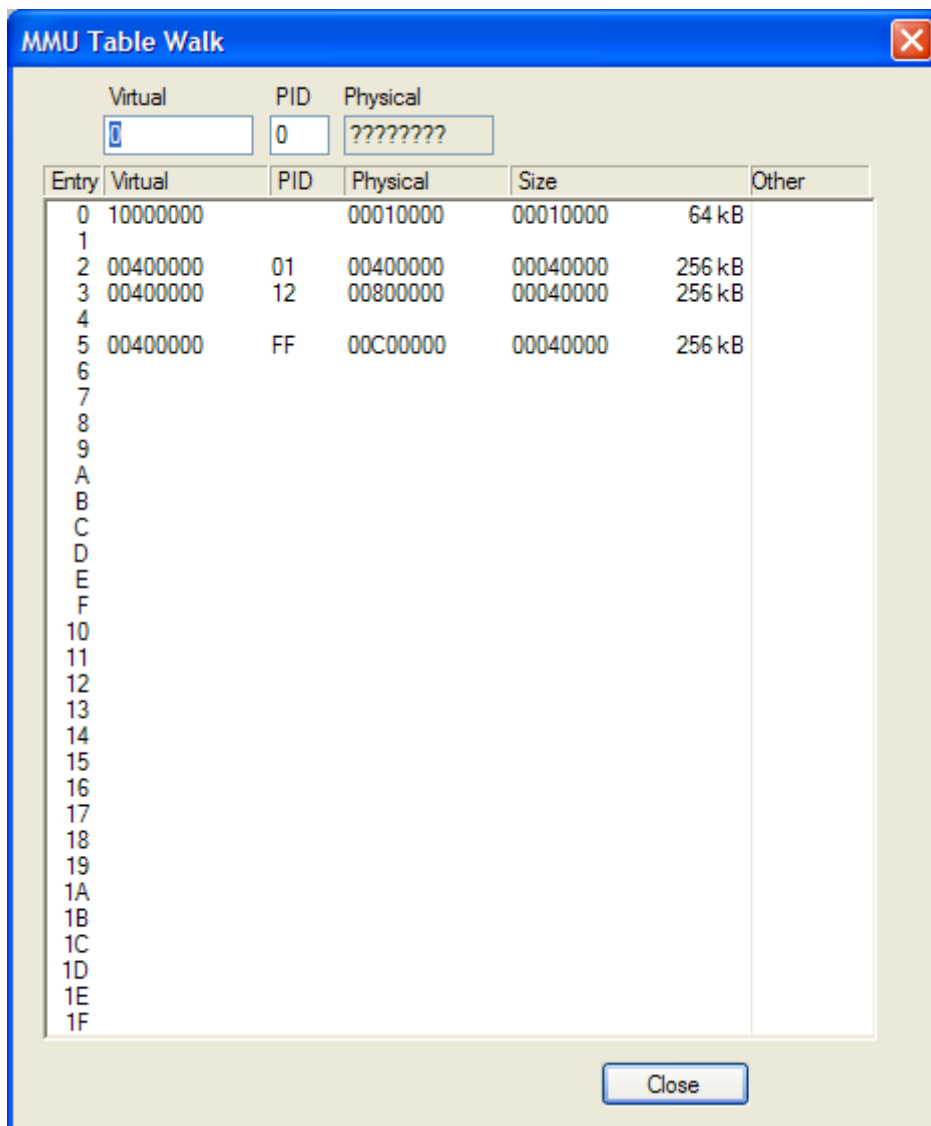 MMU Table Walk
Virtual PID Physical
0 0 ????????
Entry Virtual PID Physical Size Other
0 10000000 00010000 00010000 64 kB
1
2 00400000 01 00400000 00040000 256 kB
3 00400000 12 00800000 00040000 256 kB
4
5 00400000 FF 00C00000 00040000 256 kB
6
7
8
9
A
B
C
D
E
F
10
11
12
13
14
15
16
17
18
19
1A
1B
1C
1D
1E
1F
Close